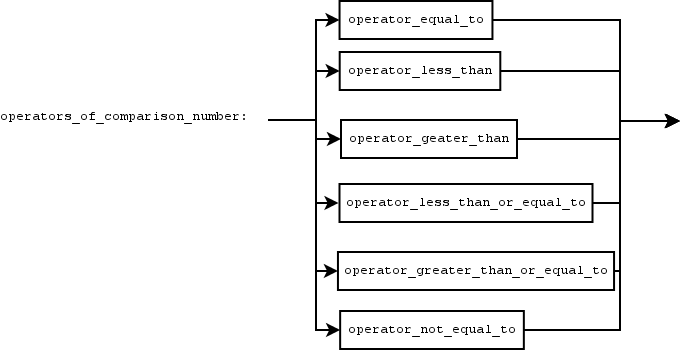 operator_equal_to
operator_less_than
operators_of_comparison_number:
operator_geater_than
operator_less_than_or_equal_to
operator_greater_than_or_equal_to
operator_not_equal_to